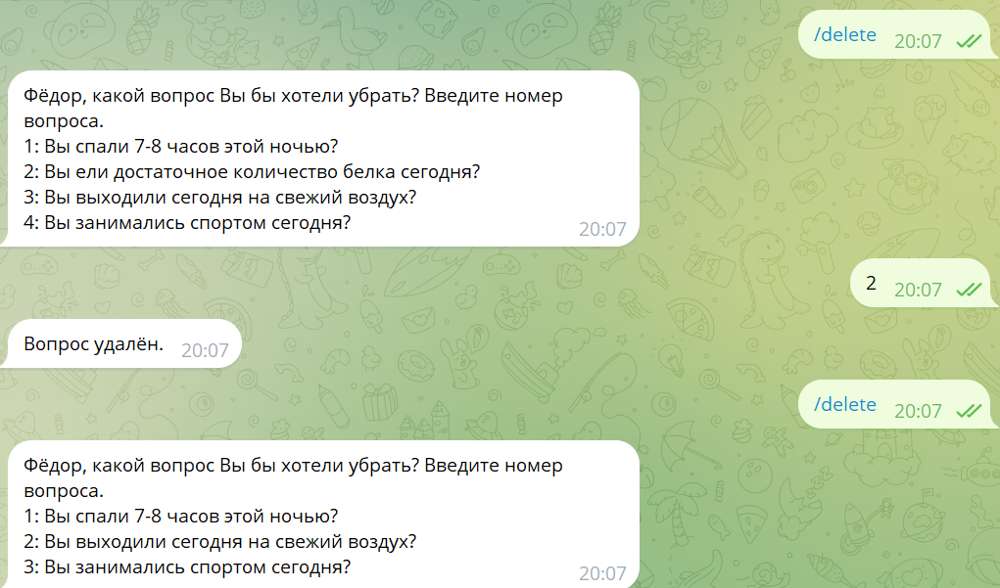 /delete 20:07
Фёдор, какой вопрос Вы бы хотели убрать? Введите номер
вопроса.
1: Вы спали 7-8 часов этой ночью?
2: Вы ели достаточное количество белка сегодня?
3: Вы выходили сегодня на свежий воздух?
4: Вы занимались спортом сегодня?
20:07
2 20:07
Вопрос удалён. 20:07
/delete 20:07
Фёдор, какой вопрос Вы бы хотели убрать? Введите номер
вопроса.
1: Вы спали 7-8 часов этой ночью?
2: Вы выходили сегодня на свежий воздух?
3: Вы занимались спортом сегодня?
20:07